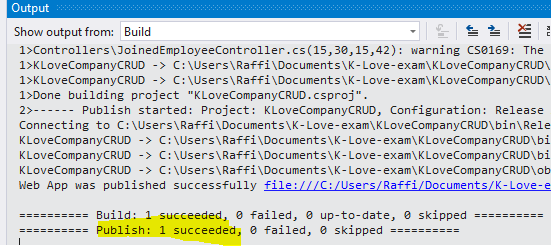 Output
Show output from: Build
1>Controllers\JoinedEmployeeController.cs(15,30,15,42): warning CS0169: The
1>KLoveCompanyCRUD -> C:\Users\Raffi\Documents\K-Love-exam\KLoveCompanyCRUD\
1>KLoveCompanyCRUD -> C:\Users\Raffi\Documents\K-Love-exam\KLoveCompanyCRUD\
1>Done building project "KLoveCompanyCRUD.csproj".
2>------ Publish started: Project: KLoveCompanyCRUD, Configuration: Release
Connecting to C:\Users\Raffi\Documents\K-Love-exam\KLoveCompanyCRUD\bin\Rele
KLoveCompanyCRUD -> C:\Users\Raffi\Documents\K-Love-exam\KLoveCompanyCRUD\bi
KLoveCompanyCRUD -> C:\Users\Raffi\Documents\K-Love-exam\KLoveCompanyCRUD\bi
KLoveCompanyCRUD -> C:\Users\Raffi\Documents\K-Love-exam\KLoveCompanyCRUD\ob
Web App was published successfully file:///C:/Users/Raffi/Documents/K-Love-e
========== Build: 1 succeeded, 0 failed, 0 up-to-date, 0 skipped ==========
========== Publish: 1 succeeded, 0 failed, 0 skipped ==========